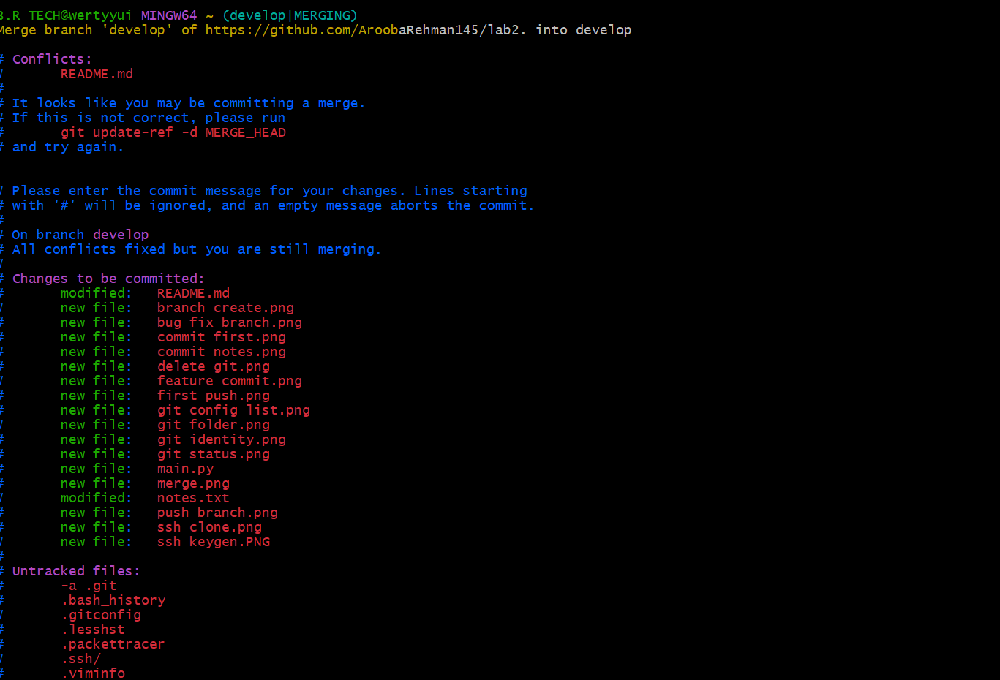 B.R TECH@wertyyui MINGW64 ~ (develop|MERGING)
Merge branch 'develop' of https://github.com/AroobaRehman145/lab2. into develop
# Conflicts:
#	README.md
#
# It looks like you may be committing a merge.
# If this is not correct, please run
#	git update-ref -d MERGE_HEAD
# and try again.
# Please enter the commit message for your changes. Lines starting
# with '#' will be ignored, and an empty message aborts the commit.
#
# On branch develop
# All conflicts fixed but you are still merging.
#
# Changes to be committed:
#	modified:   README.md
#	new file:   branch create.png
#	new file:   bug fix branch.png
#	new file:   commit first.png
#	new file:   commit notes.png
#	new file:   delete git.png
#	new file:   feature commit.png
#	new file:   first push.png
#	new file:   git config list.png
#	new file:   git folder.png
#	new file:   git identity.png
#	new file:   git status.png
#	new file:   main.py
#	new file:   merge.png
#	modified:   notes.txt
#	new file:   push branch.png
#	new file:   ssh clone.png
#	new file:   ssh keygen.PNG
#
# Untracked files:
#	-a .git
#	.bash_history
#	.gitconfig
#	.lesshst
#	.packettracer
#	.ssh/
#	.viminfo